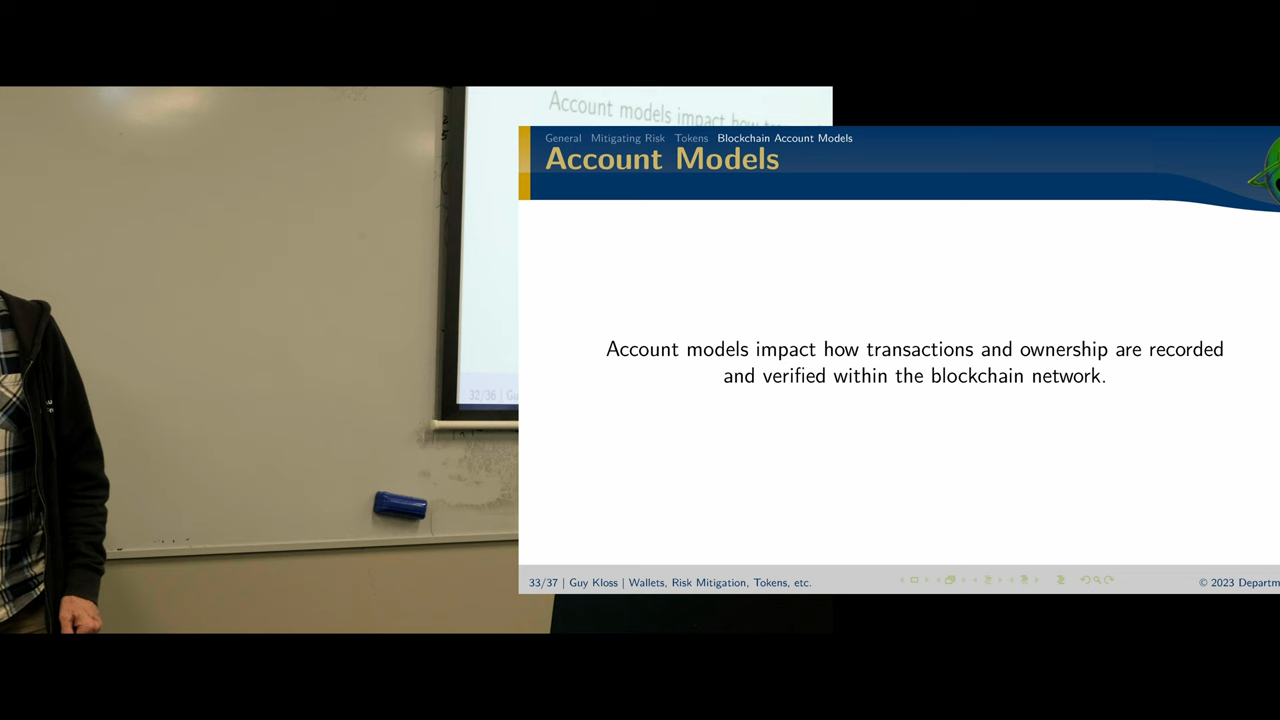 Account models impact how
General Mitigating Risk Tokens Blockchain Account Models
Account Models
Account models impact how transactions and ownership are recorded
and verified within the blockchain network.
32/36
33/37 | Guy Kloss | Wallets, Risk Mitigation, Tokens, etc.
© 2023